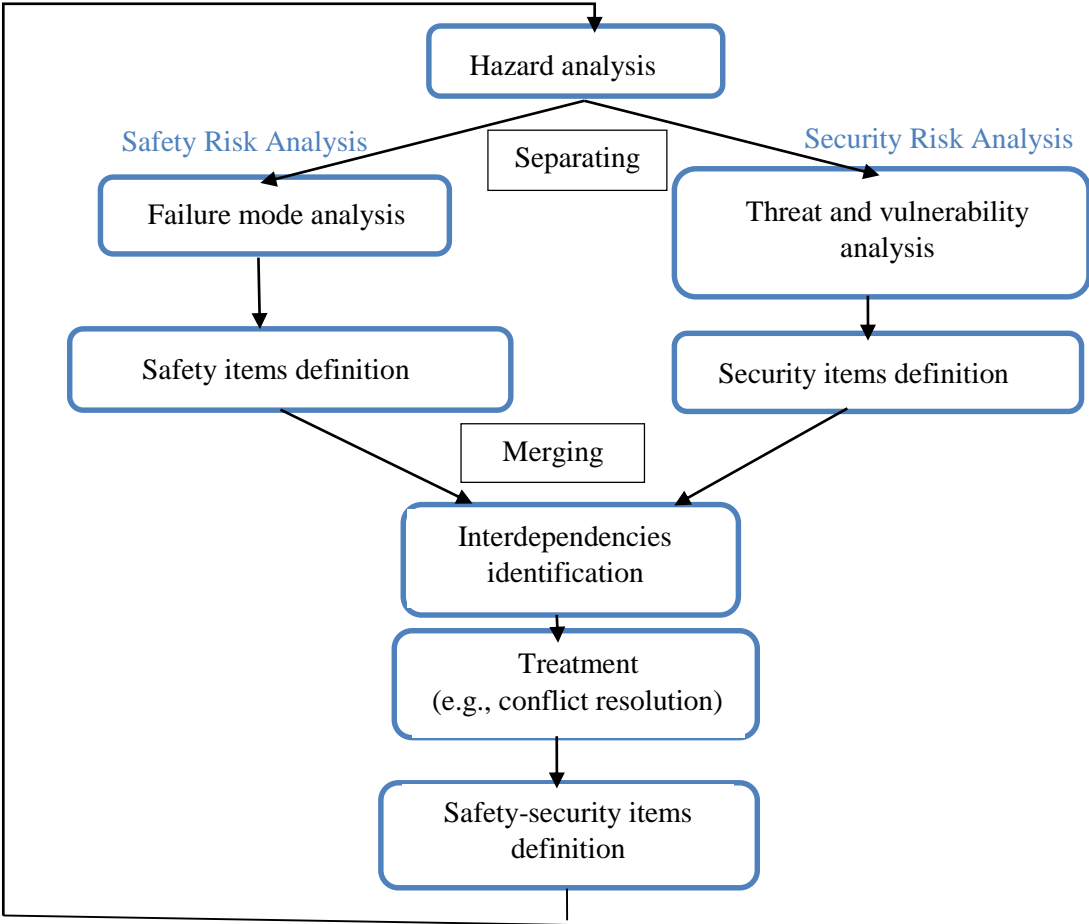 Hazard analysis
Safety Risk Analysis
Separating
Security Risk Analysis
Failure mode analysis
Threat and vulnerability
analysis
Safety items definition
Security items definition
Merging
Interdependencies
identification
Treatment
(e.g., conflict resolution)
Safety-security items
definition